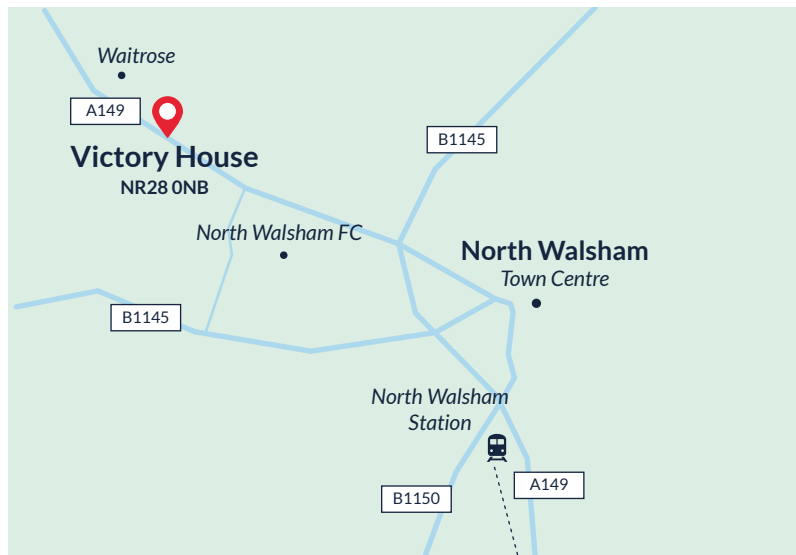 Waitrose
A149
Victory House
NR28 0NB
B1145
North Walsham FC
North Walsham
Town Centre
B1145
North Walsham
Station
A149
B1150